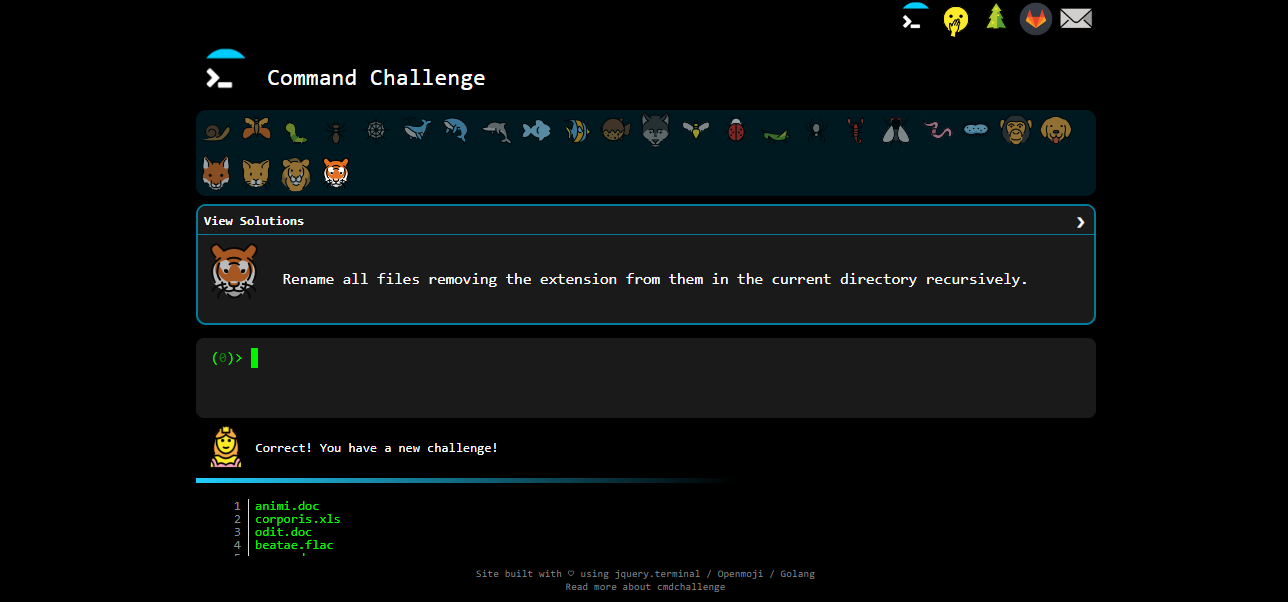 Command Challenge
View Solutions
Rename all files removing the extension from them in the current directory recursively.
(0)>
Correct! You have a new challenge!
1 animi.doc
2 corporis.xls
3 odit.doc
4 beatae.flac
Site built with ♡ using jquery.terminal / Openmoji / Golang
Read more about cmdchallenge